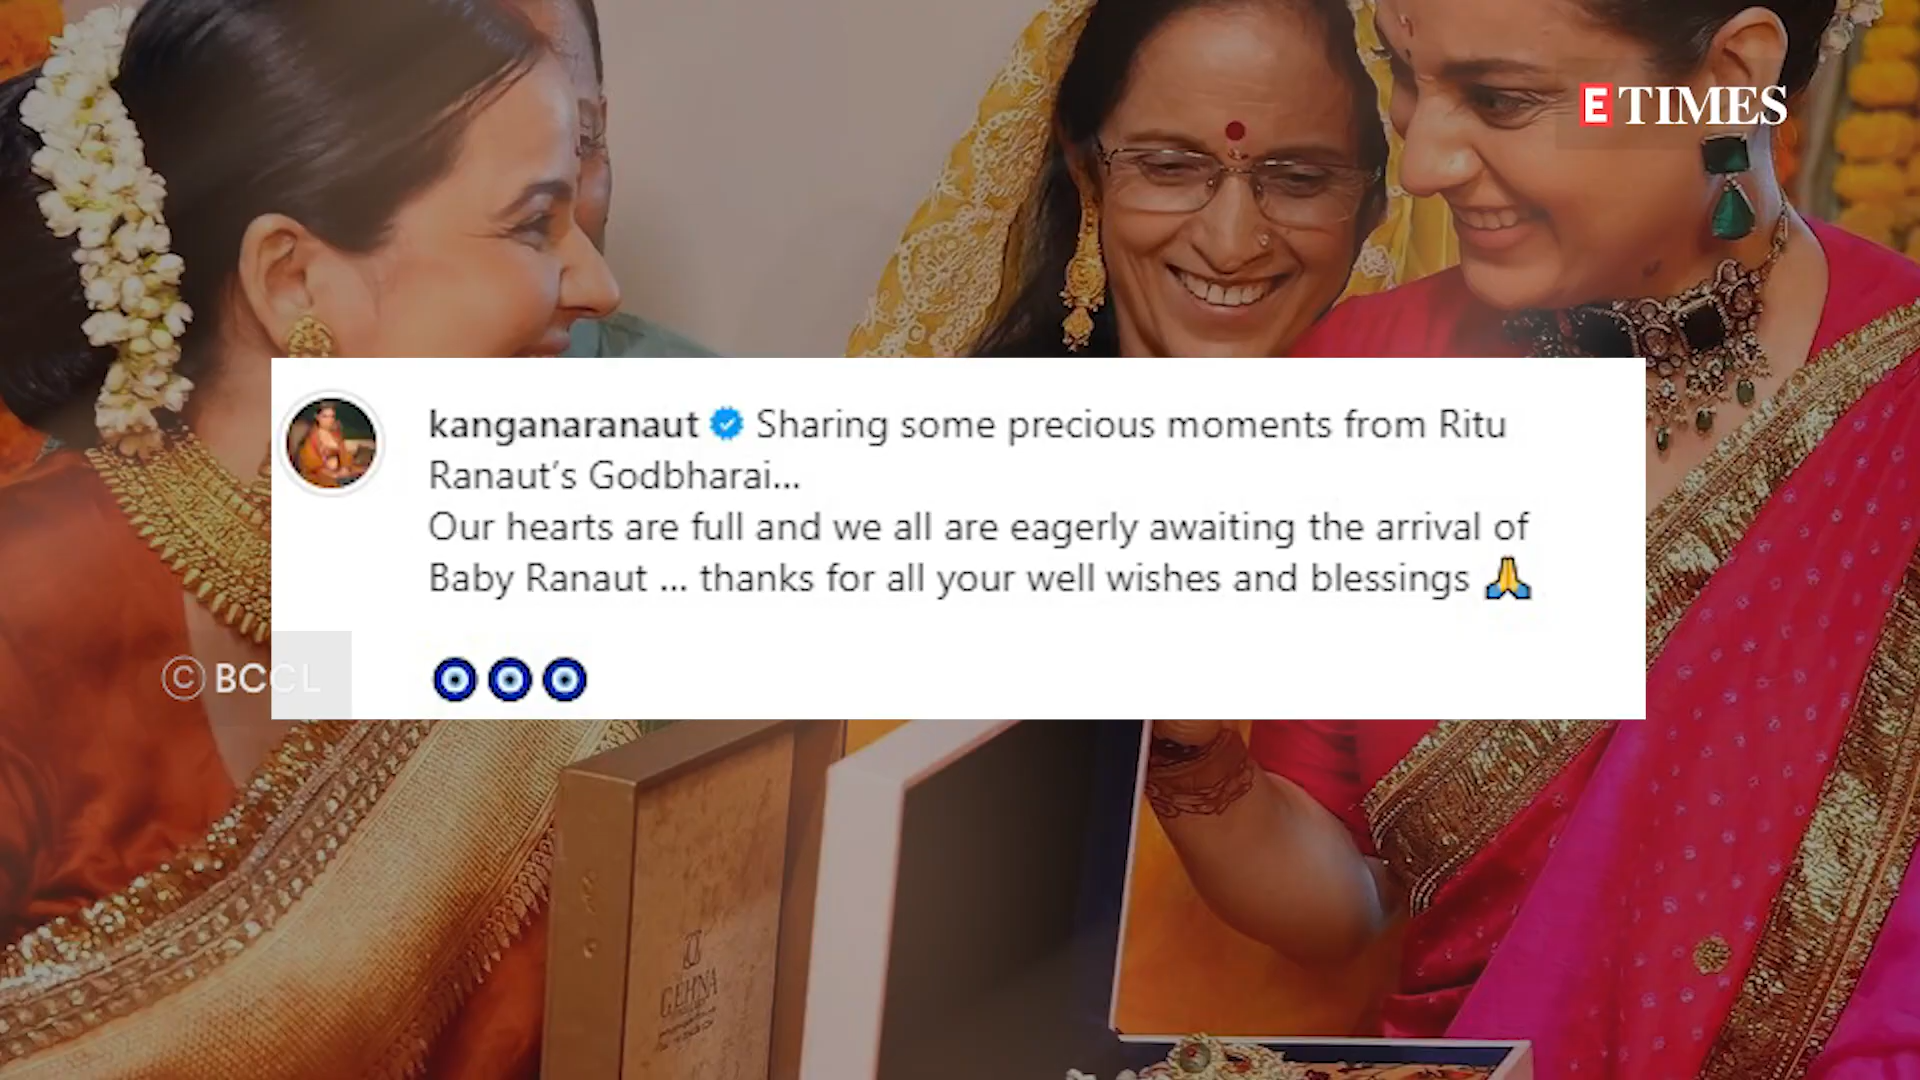 ETIMES
kanganaranaut Sharing some precious moments from Ritu
Ranaut's Godbharai...
Our hearts are full and we all are eagerly awaiting the arrival of
Baby Ranaut ... thanks for all your well wishes and blessings 🙏
🧿🧿🧿
© BCCL
GEHNA